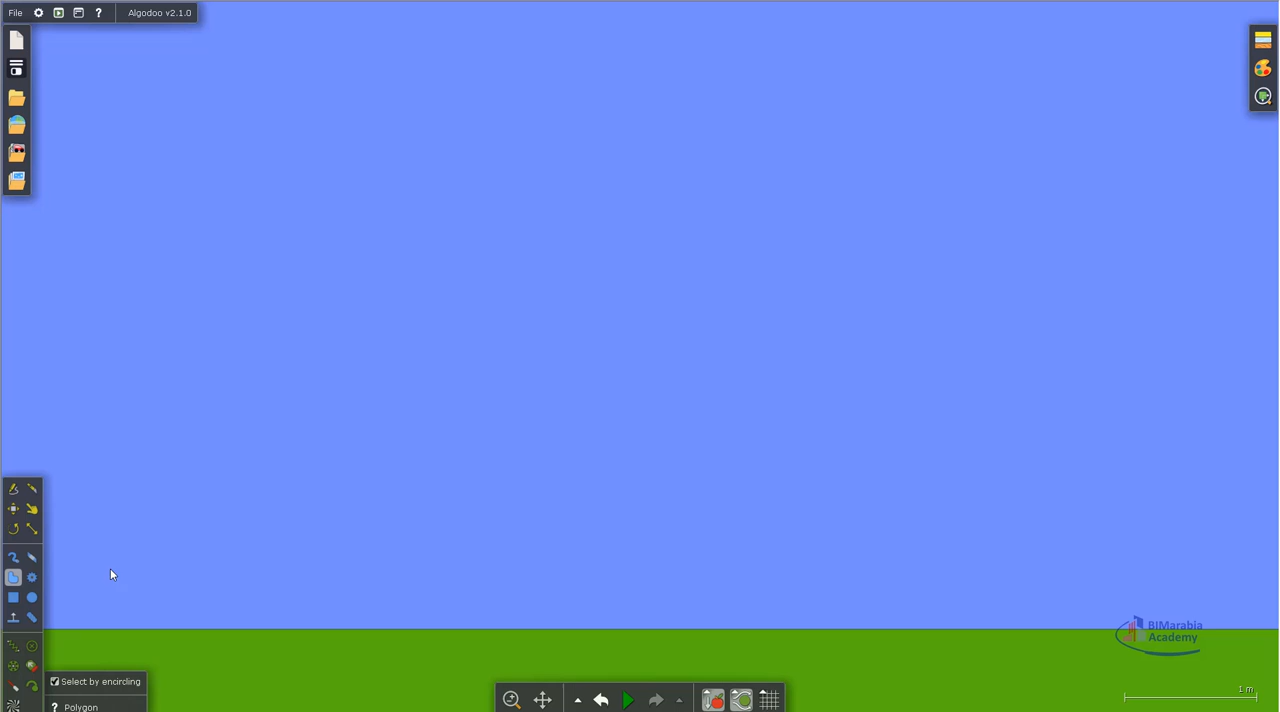 File
?
Algodoo v2.1.0
Select by encircling
? Polygon
BIMarabia
Academy
1 m